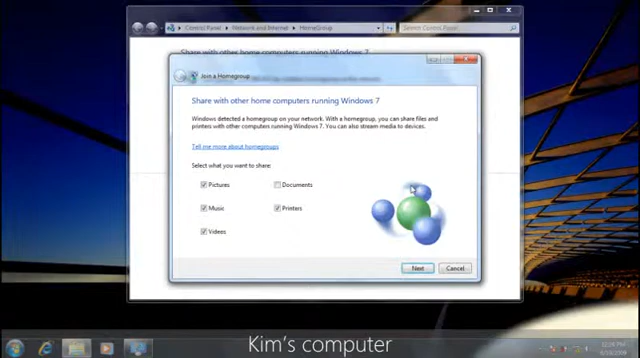 Control Panel ▸ Network and Internet ▸ HomeGroup
Search Control Panel
Share with other home computers running Windows 7
Join a Homegroup
Share with other home computers running Windows 7
Windows detected a homegroup on your network. With a homegroup, you can share files and
printers with other computers running Windows 7. You can also stream media to devices.
Tell me more about homegroups
Select what you want to share:
Pictures
Documents
Music
Printers
Videos
Next
Cancel
Kim's computer